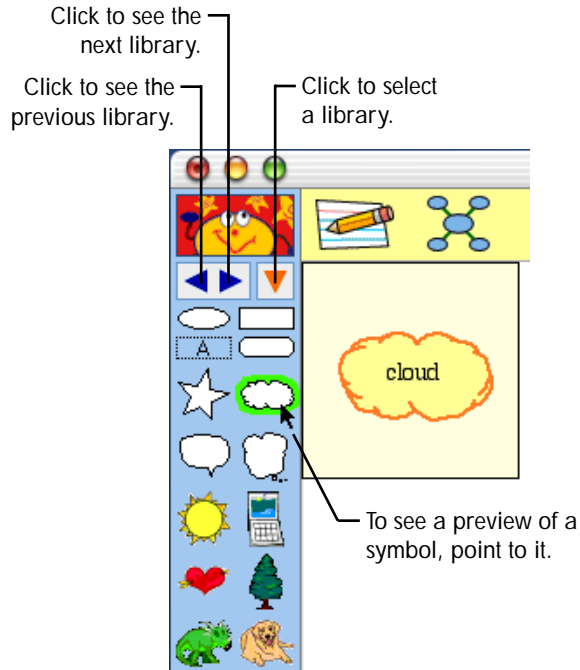 Click to see the
next library.
Click to see the
previous library.
Click to select
a library.
A
cloud
To see a preview of a
symbol, point to it.